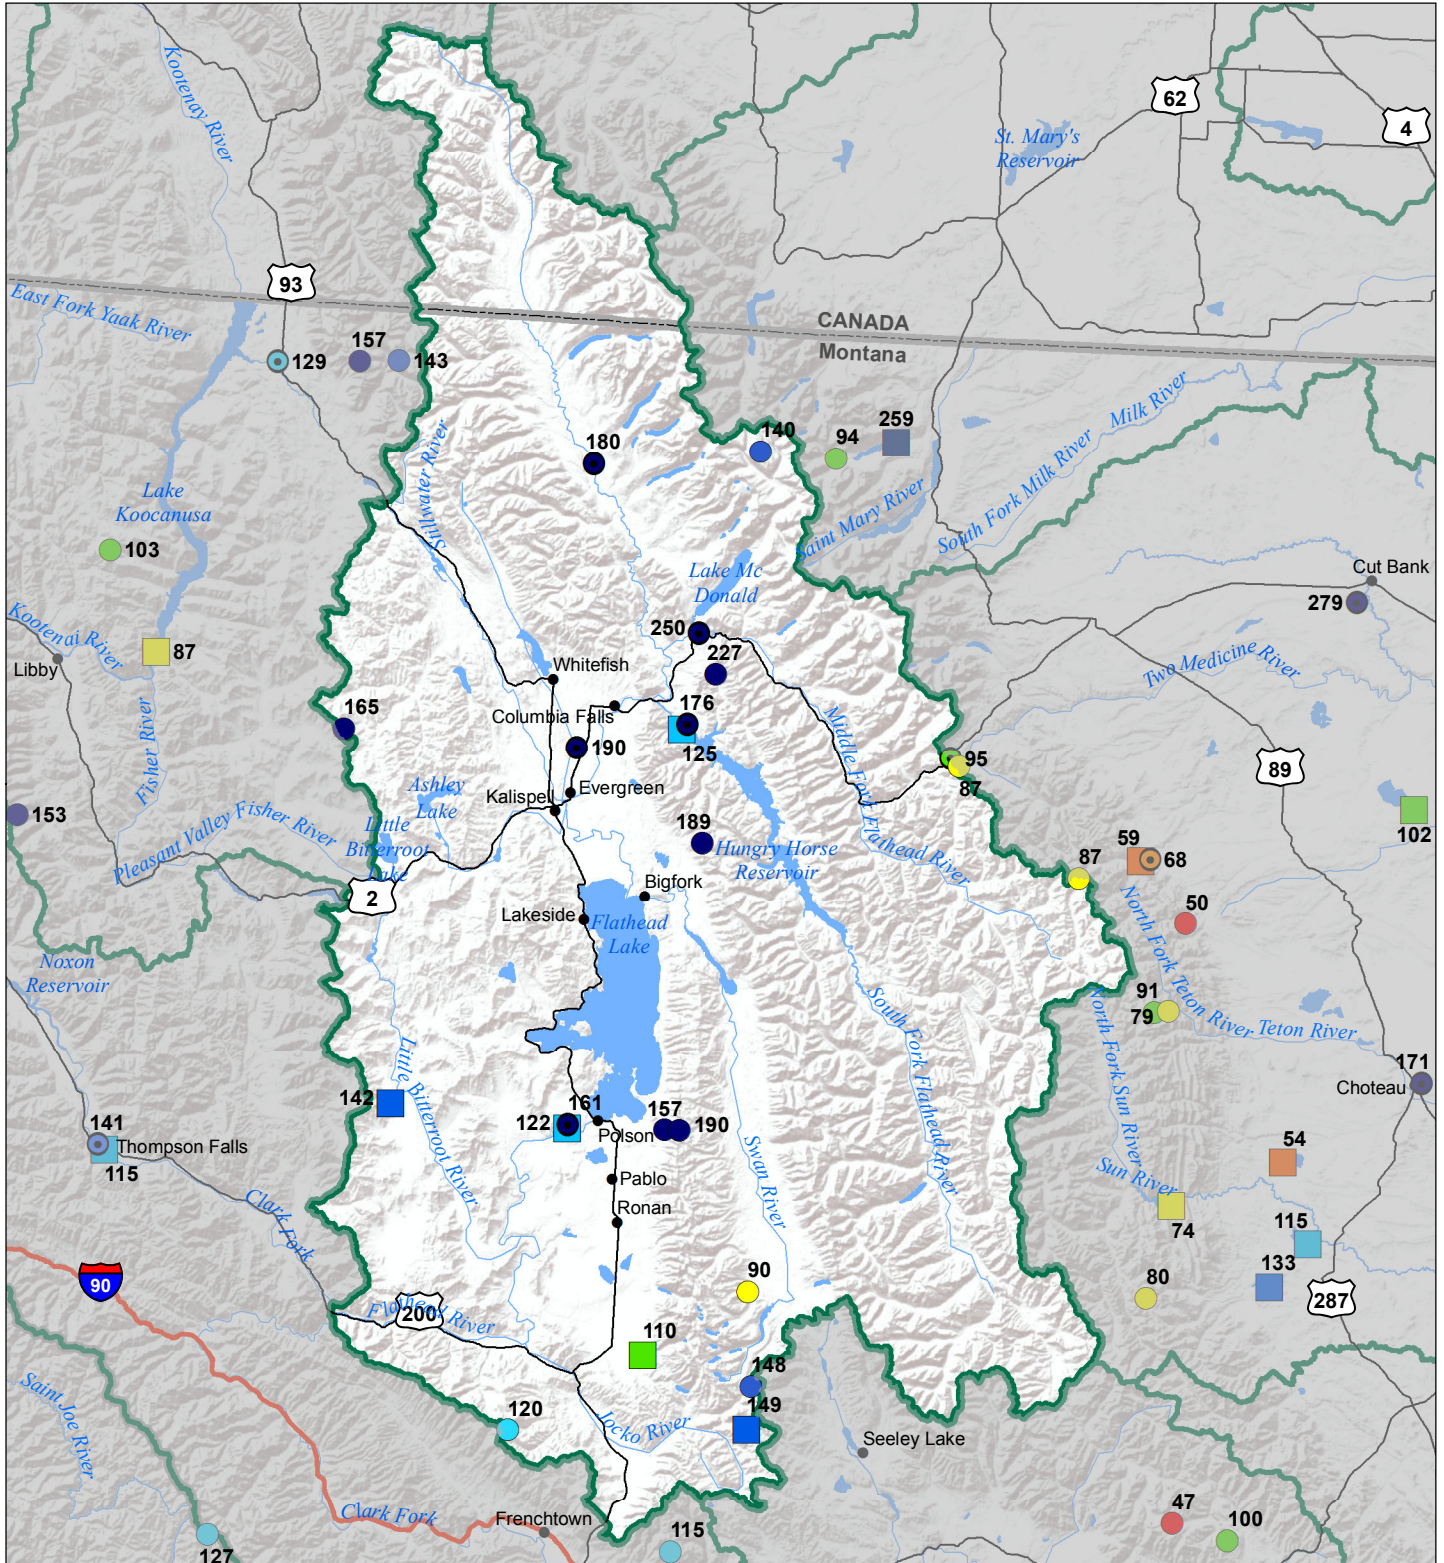 Kootenay River
62
4
St. Mary's
Reservoir
93
East Fork Yaak River
CANADA
Montana
129
157
143
Stillwater River
180
140
94
259
Milk River
South Fork Milk River
Saint Mary River
Lake
Koocanusa
103
Lake Mc
Donald
Cut Bank
279
Kootenai River
Libby
87
250
227
Whitefish
Two Medicine River
165
Columbia Falls
176
125
190
Fisher River
Middle Fork Flathead River
95
87
89
Ashley
Lake
Kalispell
Evergreen
153
Pleasant Valley Fisher River
Little
Bitterroot
Lake
189
Hungry Horse
Reservoir
102
2
Bigfork
87
59
68
50
Lakeside
Flathead
Lake
North Fork Teton River
Noxon
Reservoir
91
79
Teton River
North Fork Sun River
South Fork Flathead River
171
Choteau
Little Bitterroot River
142
161
122
Polson
157
190
141
Thompson Falls
115
Swan River
54
Pablo
Sun River
74
Ronan
115
Clark Fork
133
90
90
80
287
Flathead River
200
110
148
149
Saint Joe River
120
Jocko River
Seeley Lake
Clark Fork
Frenchtown
47
100
127
115